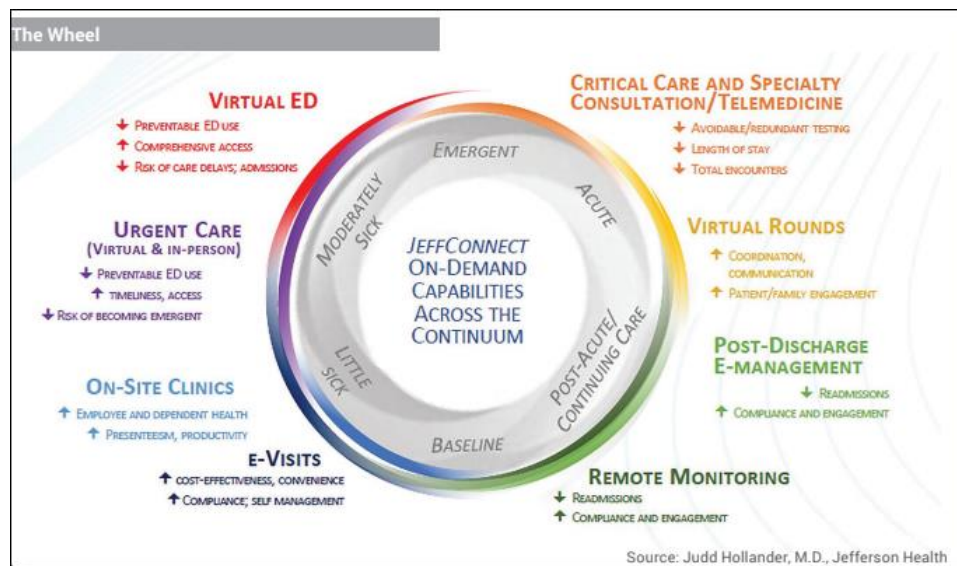 The Wheel
VIRTUAL ED
↓ PREVENTABLE ED USE
↑ COMPREHENSIVE ACCESS
↓ RISK OF CARE DELAYS; ADMISSIONS
URGENT CARE
(VIRTUAL & IN-PERSON)
↓ PREVENTABLE ED USE
↑ TIMELINESS, ACCESS
↓ RISK OF BECOMING EMERGENT
ON-SITE CLINICS
↑ EMPLOYEE AND DEPENDENT HEALTH
↑ PRESENTEEISM, PRODUCTIVITY
E-VISITS
↑ COST-EFFECTIVENESS, CONVENIENCE
↑ COMPLIANCE; SELF MANAGEMENT
EMERGENT
ACUTE
POST-ACUTE/
CONTINUING CARE
BASELINE
LITTLE
SICK
MODERATELY
SICK
JEFFCONNECT
ON-DEMAND
CAPABILITIES
ACROSS THE
CONTINUUM
CRITICAL CARE AND SPECIALTY
CONSULTATION/TELEMEDICINE
↓ AVOIDABLE/REDUNDANT TESTING
↓ LENGTH OF STAY
↓ TOTAL ENCOUNTERS
VIRTUAL ROUNDS
↑ COORDINATION,
COMMUNICATION
↑ PATIENT/FAMILY ENGAGEMENT
POST-DISCHARGE
E-MANAGEMENT
↓ READMISSIONS
↑ COMPLIANCE AND ENGAGEMENT
REMOTE MONITORING
↓ READMISSIONS
↑ COMPLIANCE AND ENGAGEMENT
Source: Judd Hollander, M.D., Jefferson Health